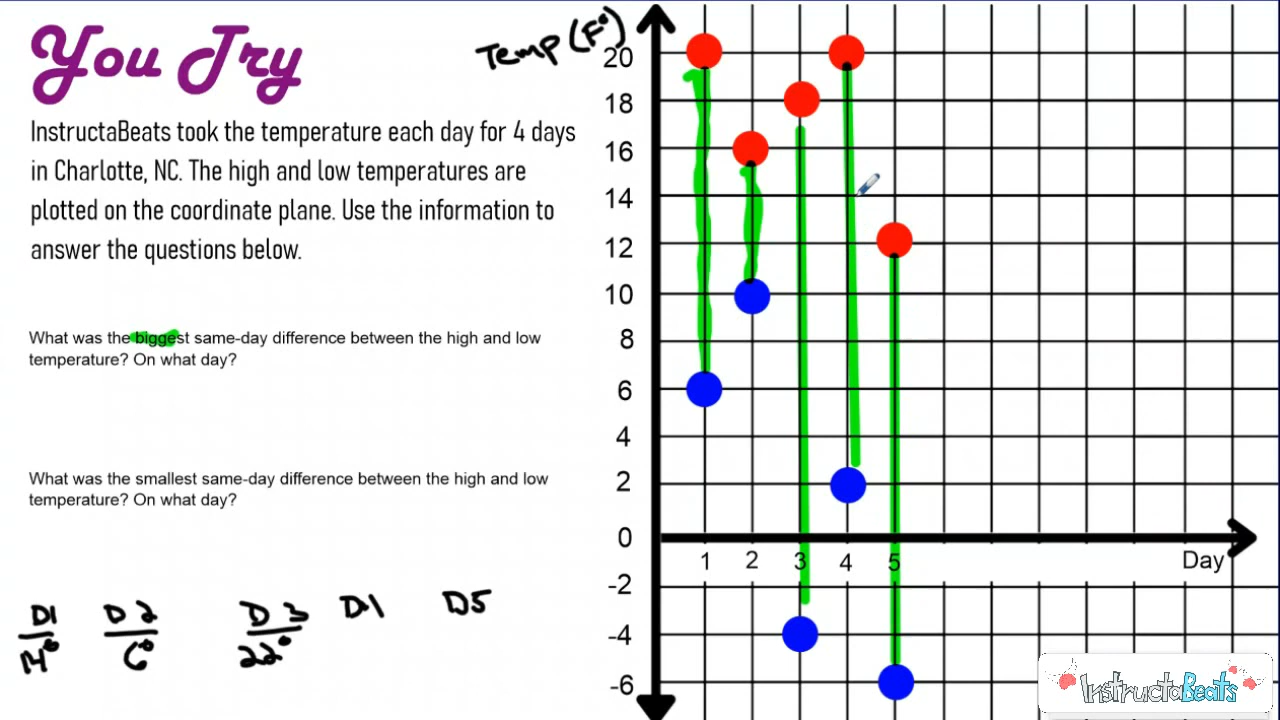 You Try
Temp (F°)
InstructaBeats took the temperature each day for 4 days
in Charlotte, NC. The high and low temperatures are
plotted on the coordinate plane. Use the information to
answer the questions below.
What was the biggest same-day difference between the high and low
temperature? On what day?
What was the smallest same-day difference between the high and low
temperature? On what day?
D1 D2 D3 D1 D5
14° 6° 22°
20
18
16
14
12
10
8
6
4
2
0
1 2 3 4 5 Day
-2
-4
-6
InstructaBeats